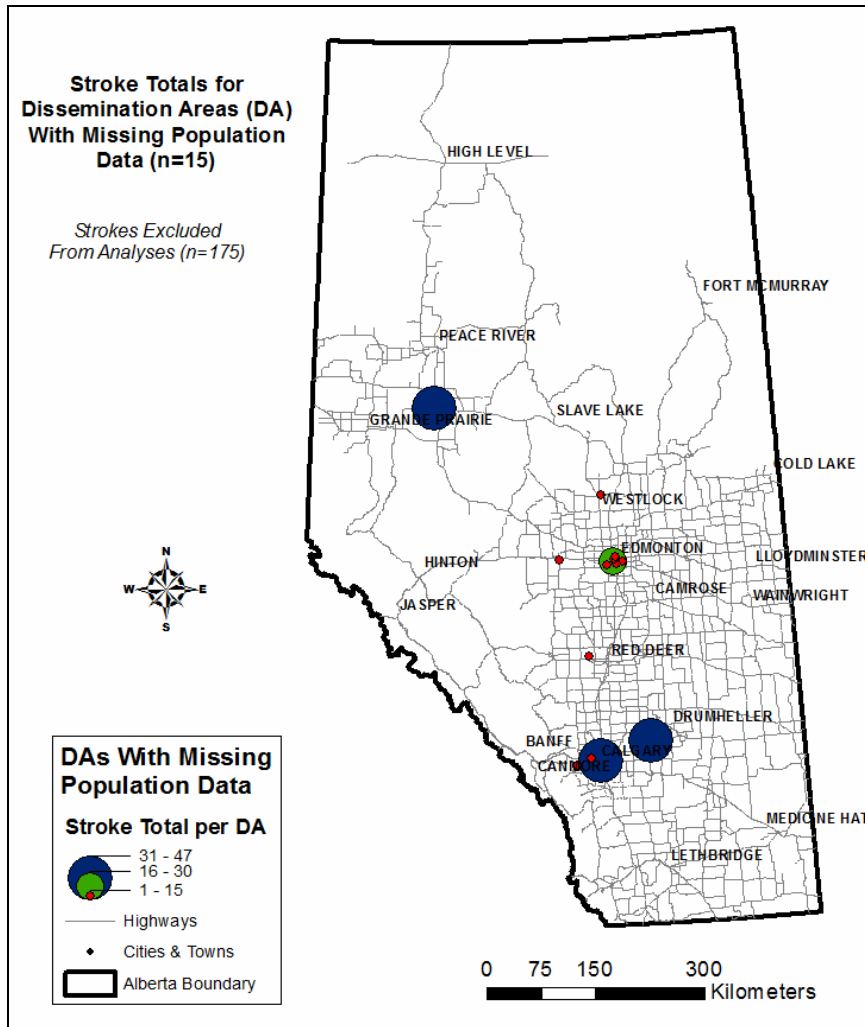 Stroke Totals for
Dissemination Areas (DA)
With Missing Population
Data (n=15)
Strokes Excluded
From Analyses (n=175)
HIGH LEVEL
FORT MCMURRAY
PEACE RIVER
GRANDE PRAIRIE
SLAVE LAKE
COLD LAKE
WESTLOCK
EDMONTON
LLOYDMINSTER
HINTON
CAMROSE
WAINWRIGHT
JASPER
RED DEER
DRUMHELLER
BANFF
CALGARY
CANMORE
MEDICINE HAT
LETHBRIDGE
N
W
E
S
DAs With Missing
Population Data
Stroke Total per DA
31 - 47
16 - 30
1 - 15
Highways
Cities & Towns
Alberta Boundary
0 75 150 300
Kilometers